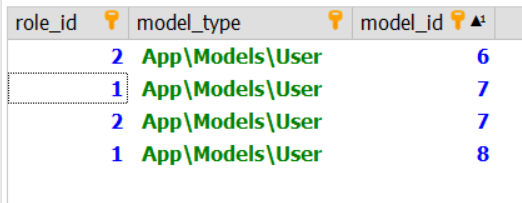 role_id model_type model_id 1
2 App\Models\User 6
1 App\Models\User 7
2 App\Models\User 7
1 App\Models\User 8